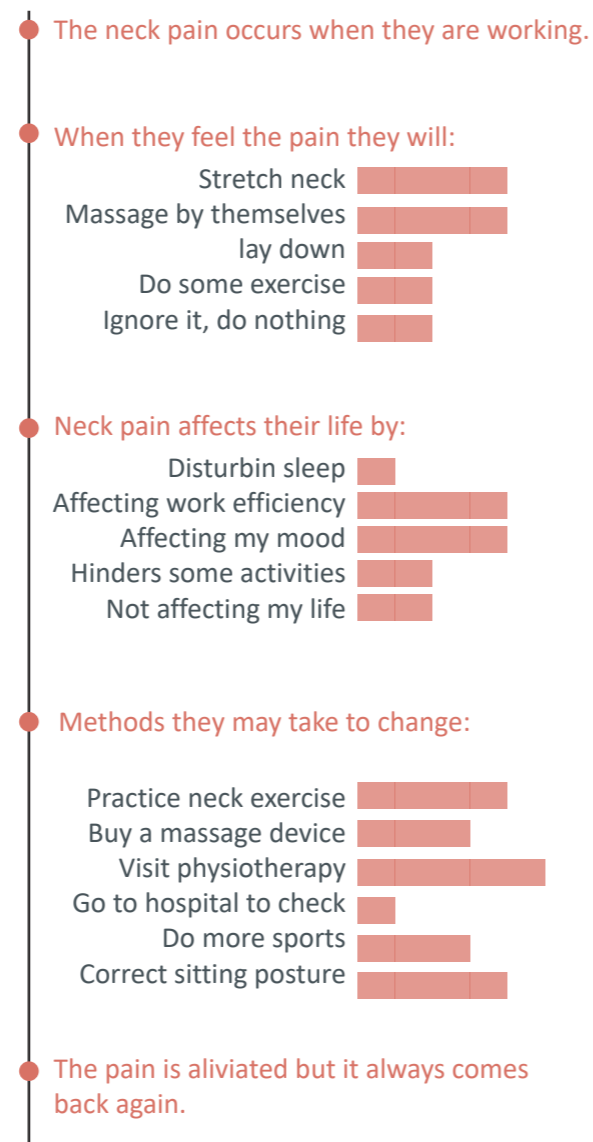 The neck pain occurs when they are working.
When they feel the pain they will:
Stretch neck
Massage by themselves
lay down
Do some exercise
Ignore it, do nothing
Neck pain affects their life by:
Disturbin sleep
Affecting work efficiency
Affecting my mood
Hinders some activities
Not affecting my life
Methods they may take to change:
Practice neck exercise
Buy a massage device
Visit physiotherapy
Go to hospital to check
Do more sports
Correct sitting posture
The pain is aliviated but it always comes
back again.